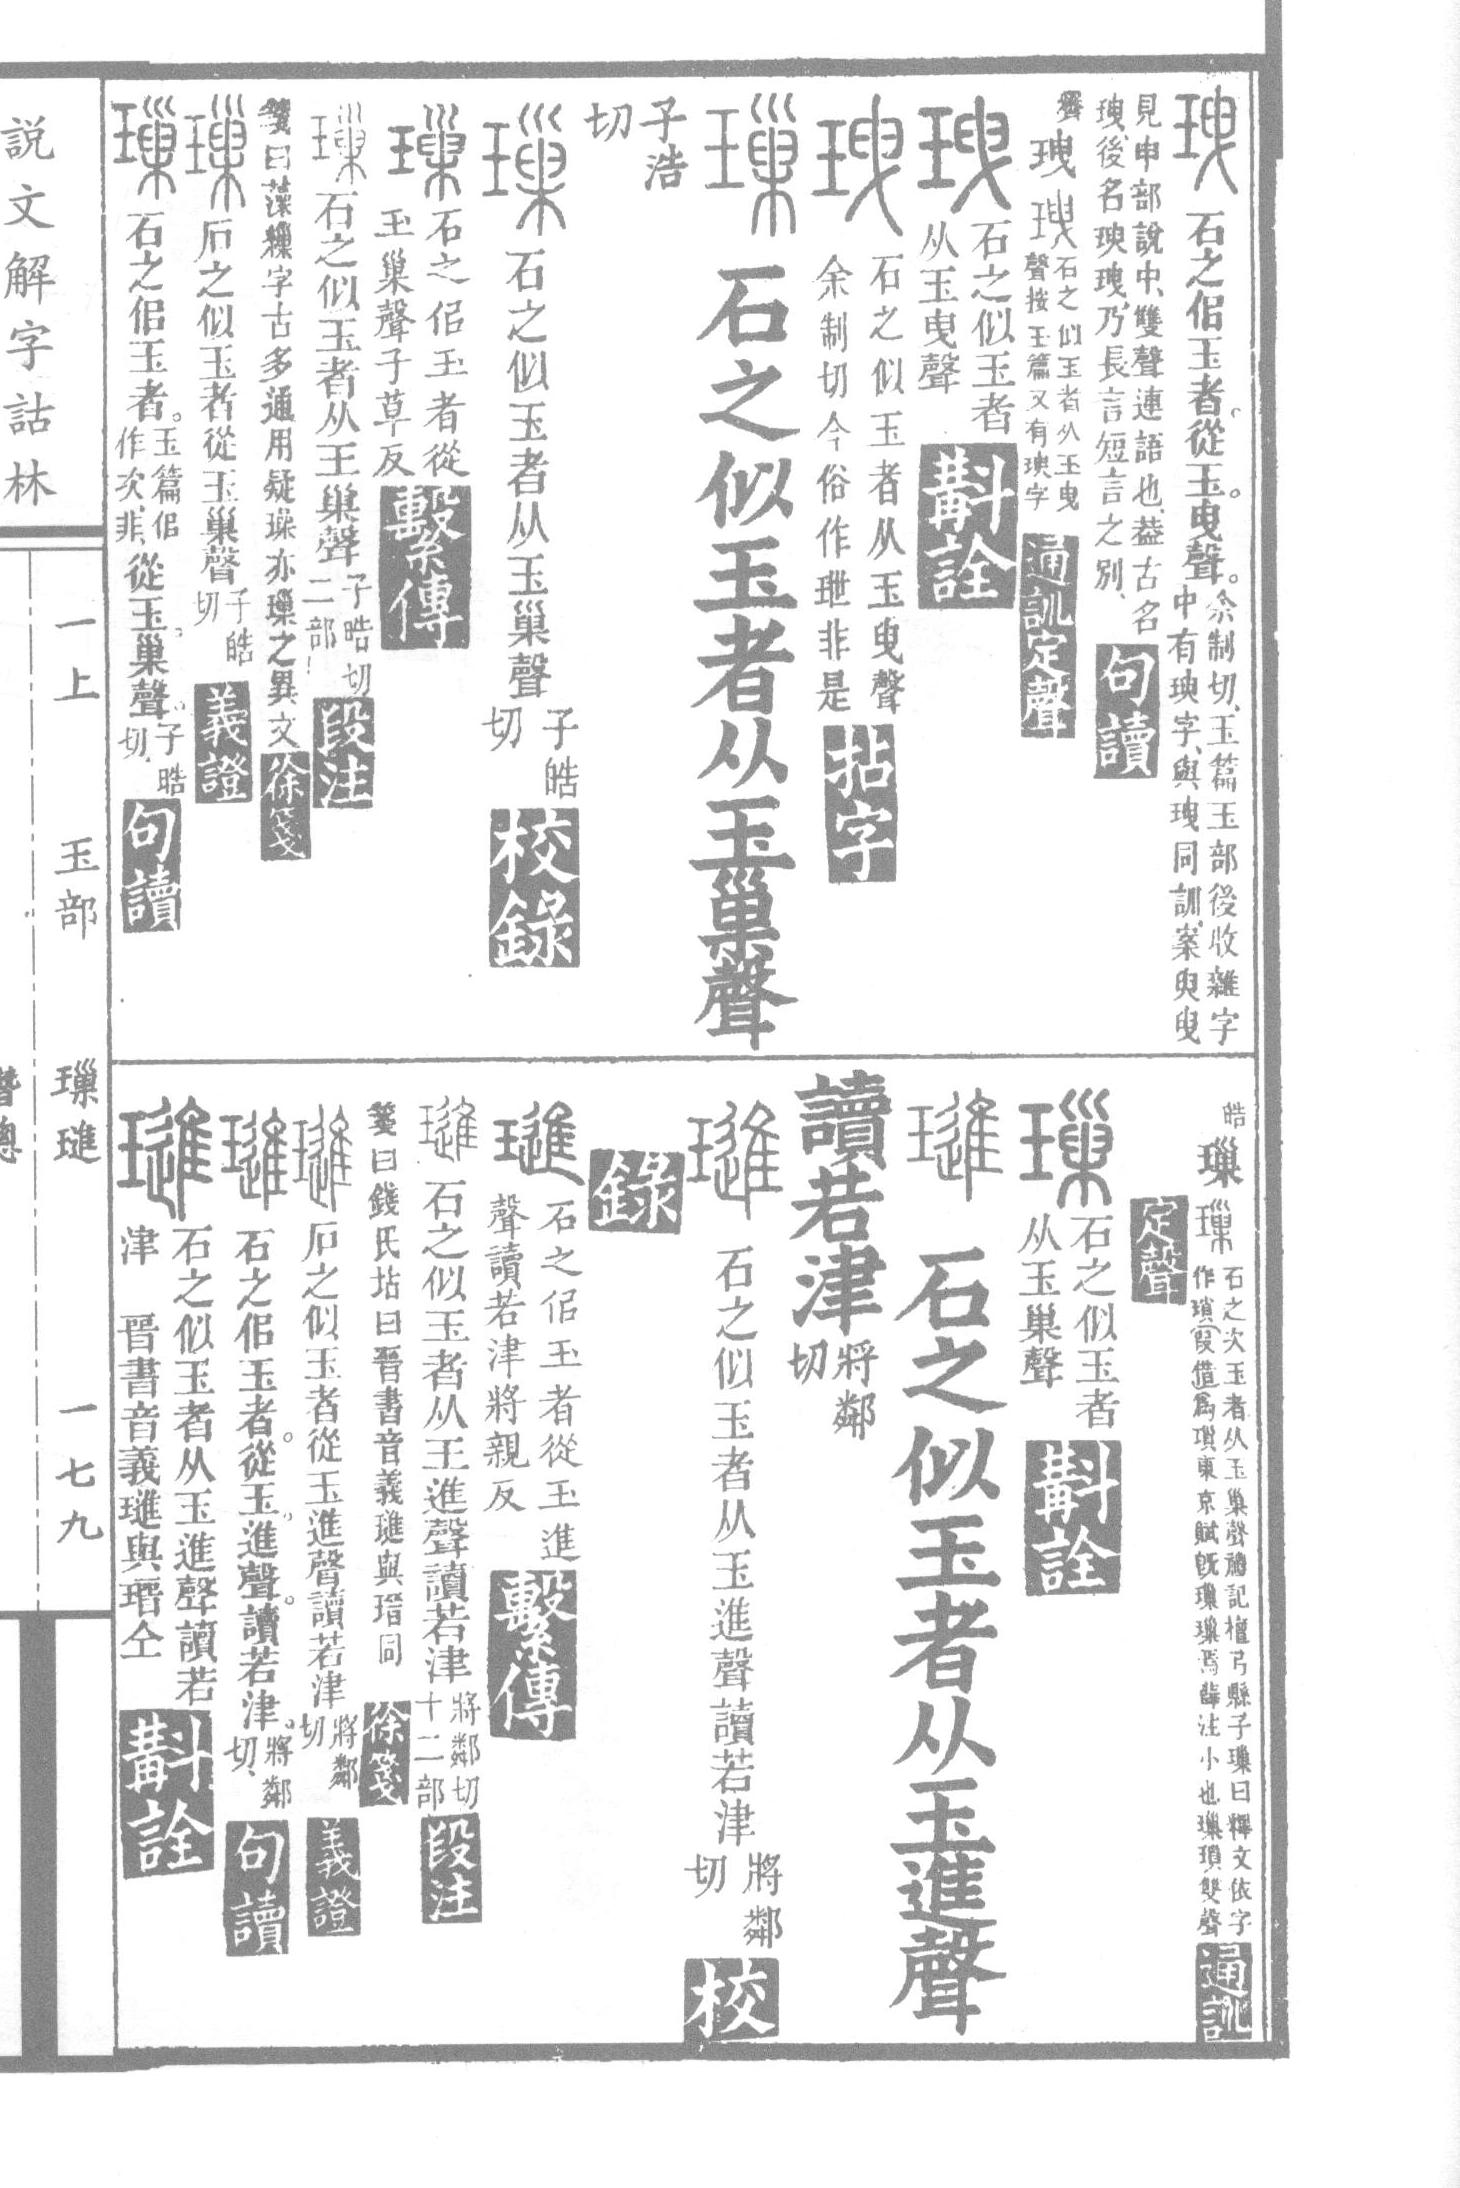 𤦹石之佀玉者從玉曳聲余制切玉篇玉部後收雜字
中有瑛字與𤦹同訓案臾曳
見申部說中雙聲連語也蓋古名
𤦹後名瑛𤦹乃長言短言之別句讀
石之似玉者从玉曳
聲按玉篇又有瑛字通訓定聲
石之似玉者
从玉曳聲斠詮
石之似玉者从玉曳聲
余制切今俗作玴非是拈字
璅石之似玉者从玉巢聲
子浩
切
璅石之似玉者从玉巢聲子皓
切校錄
璅石之佀玉者從
玉巢聲子草反繫傳
璅石之似玉者从王巢聲子晧切
二部段注
箋曰藻繅字古多通用疑璪亦璅之異文徐箋
璅石之似玉者從玉巢聲子晧
切義證
璅石之佀玉者玉篇佀
作次非從玉巢聲子晧
切句讀
皓璅璅石之次玉者从玉巢聲禮記檀弓縣子璅曰釋文依字
作瑣叚借爲瑣東京賦旣璅璅焉薛注小也璅瑣雙聲通訓
定聲
璅石之似玉者
从玉巢聲斠詮
璡石之似玉者从玉進聲
讀若津將鄰
切
璡石之似玉者从玉進聲讀若津將鄰
切校
錄
璡石之佀玉者從玉進
聲讀若津將親反繫傳
璡石之似玉者从王進聲讀若津將鄰切
十二部段注
箋曰錢氏坫曰晉書音義璡與瑨同徐箋
璡石之似玉者從玉進聲讀若津將鄰
切義證
璡石之佀玉者從玉進聲讀若津將鄰
切句讀
璡石之似玉者从玉進聲讀若
津 晉書音義璡與瑨仝斠詮
說文解字詁林
一上 玉部 璅璡 一七九